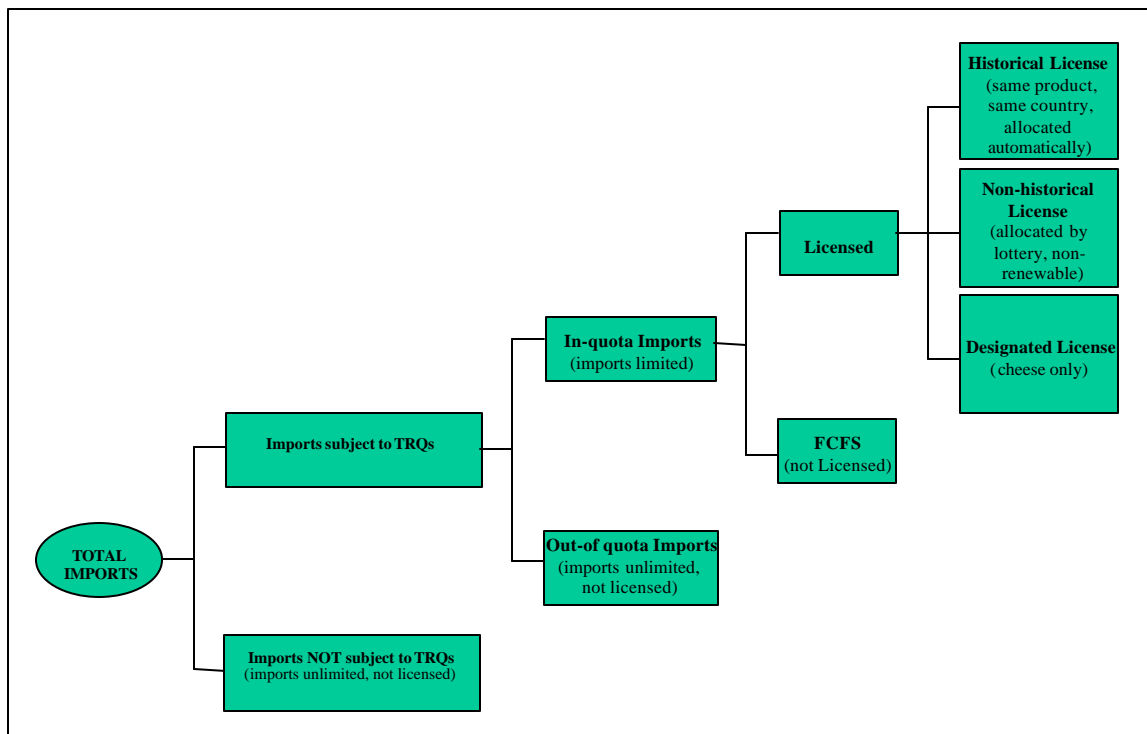 TOTAL
IMPORTS
Imports subject to TRQs
Imports NOT subject to TRQs
(imports unlimited, not licensed)
In-quota Imports
(imports limited)
Out-of quota Imports
(imports unlimited,
not licensed)
Licensed
FCFS
(not Licensed)
Historical License
(same product,
same country,
allocated
automatically)
Non-historical
License
(allocated by
lottery, non-
renewable)
Designated License
(cheese only)